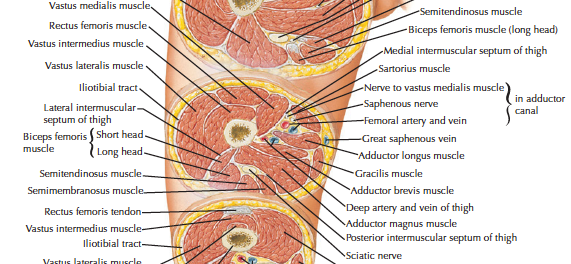 Vastus medialis muscle
Rectus femoris muscle
Vastus intermedius muscle
Vastus lateralis muscle
Iliotibial tract
Lateral intermuscular
septum of thigh
Biceps femoris
muscle
Short head
Long head
Semitendinosus muscle
Semimembranosus muscle
Rectus femoris tendon
Vastus intermedius muscle
Iliotibial tract
Vastus lateralis muscle
Semitendinosus muscle
Biceps femoris muscle (long head)
Medial intermuscular septum of thigh
Sartorius muscle
Nerve to vastus medialis muscle
Saphenous nerve
Femoral artery and vein
in adductor
canal
Great saphenous vein
Adductor longus muscle
Gracilis muscle
Adductor brevis muscle
Deep artery and vein of thigh
Adductor magnus muscle
Posterior intermuscular septum of thigh
Sciatic nerve